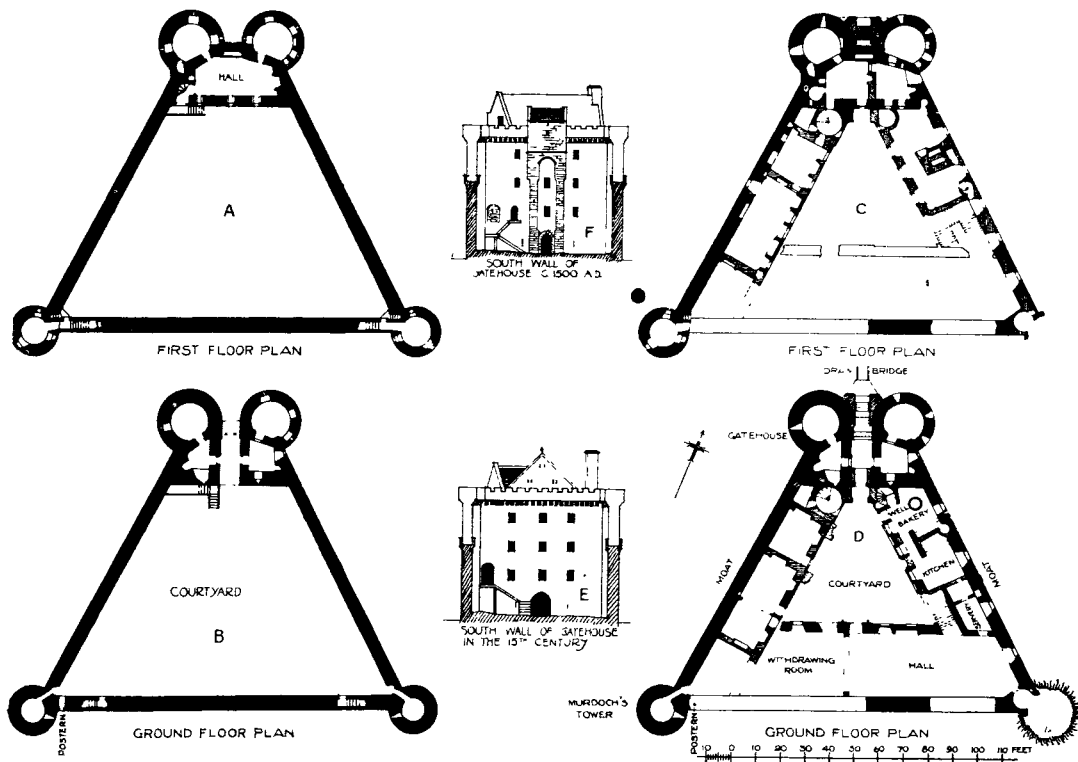 HALL
A
FIRST FLOOR PLAN
F
SOUTH WALL OF
GATEHOUSE C 1500 A.D.
C
FIRST FLOOR PLAN
DRAW BRIDGE
GATEHOUSE
COURTYARD
B
POSTERN
GROUND FLOOR PLAN
E
SOUTH WALL OF GATEHOUSE
IN THE 15TH CENTURY
WELL
BAKERY
D
KITCHEN
MOAT
MOAT
COURTYARD
WITHDRAWING
ROOM
HALL
MURDOCH'S
TOWER
POSTERN
GROUND FLOOR PLAN
10 0 10 20 30 40 50 60 70 80 90 100 110 FEET